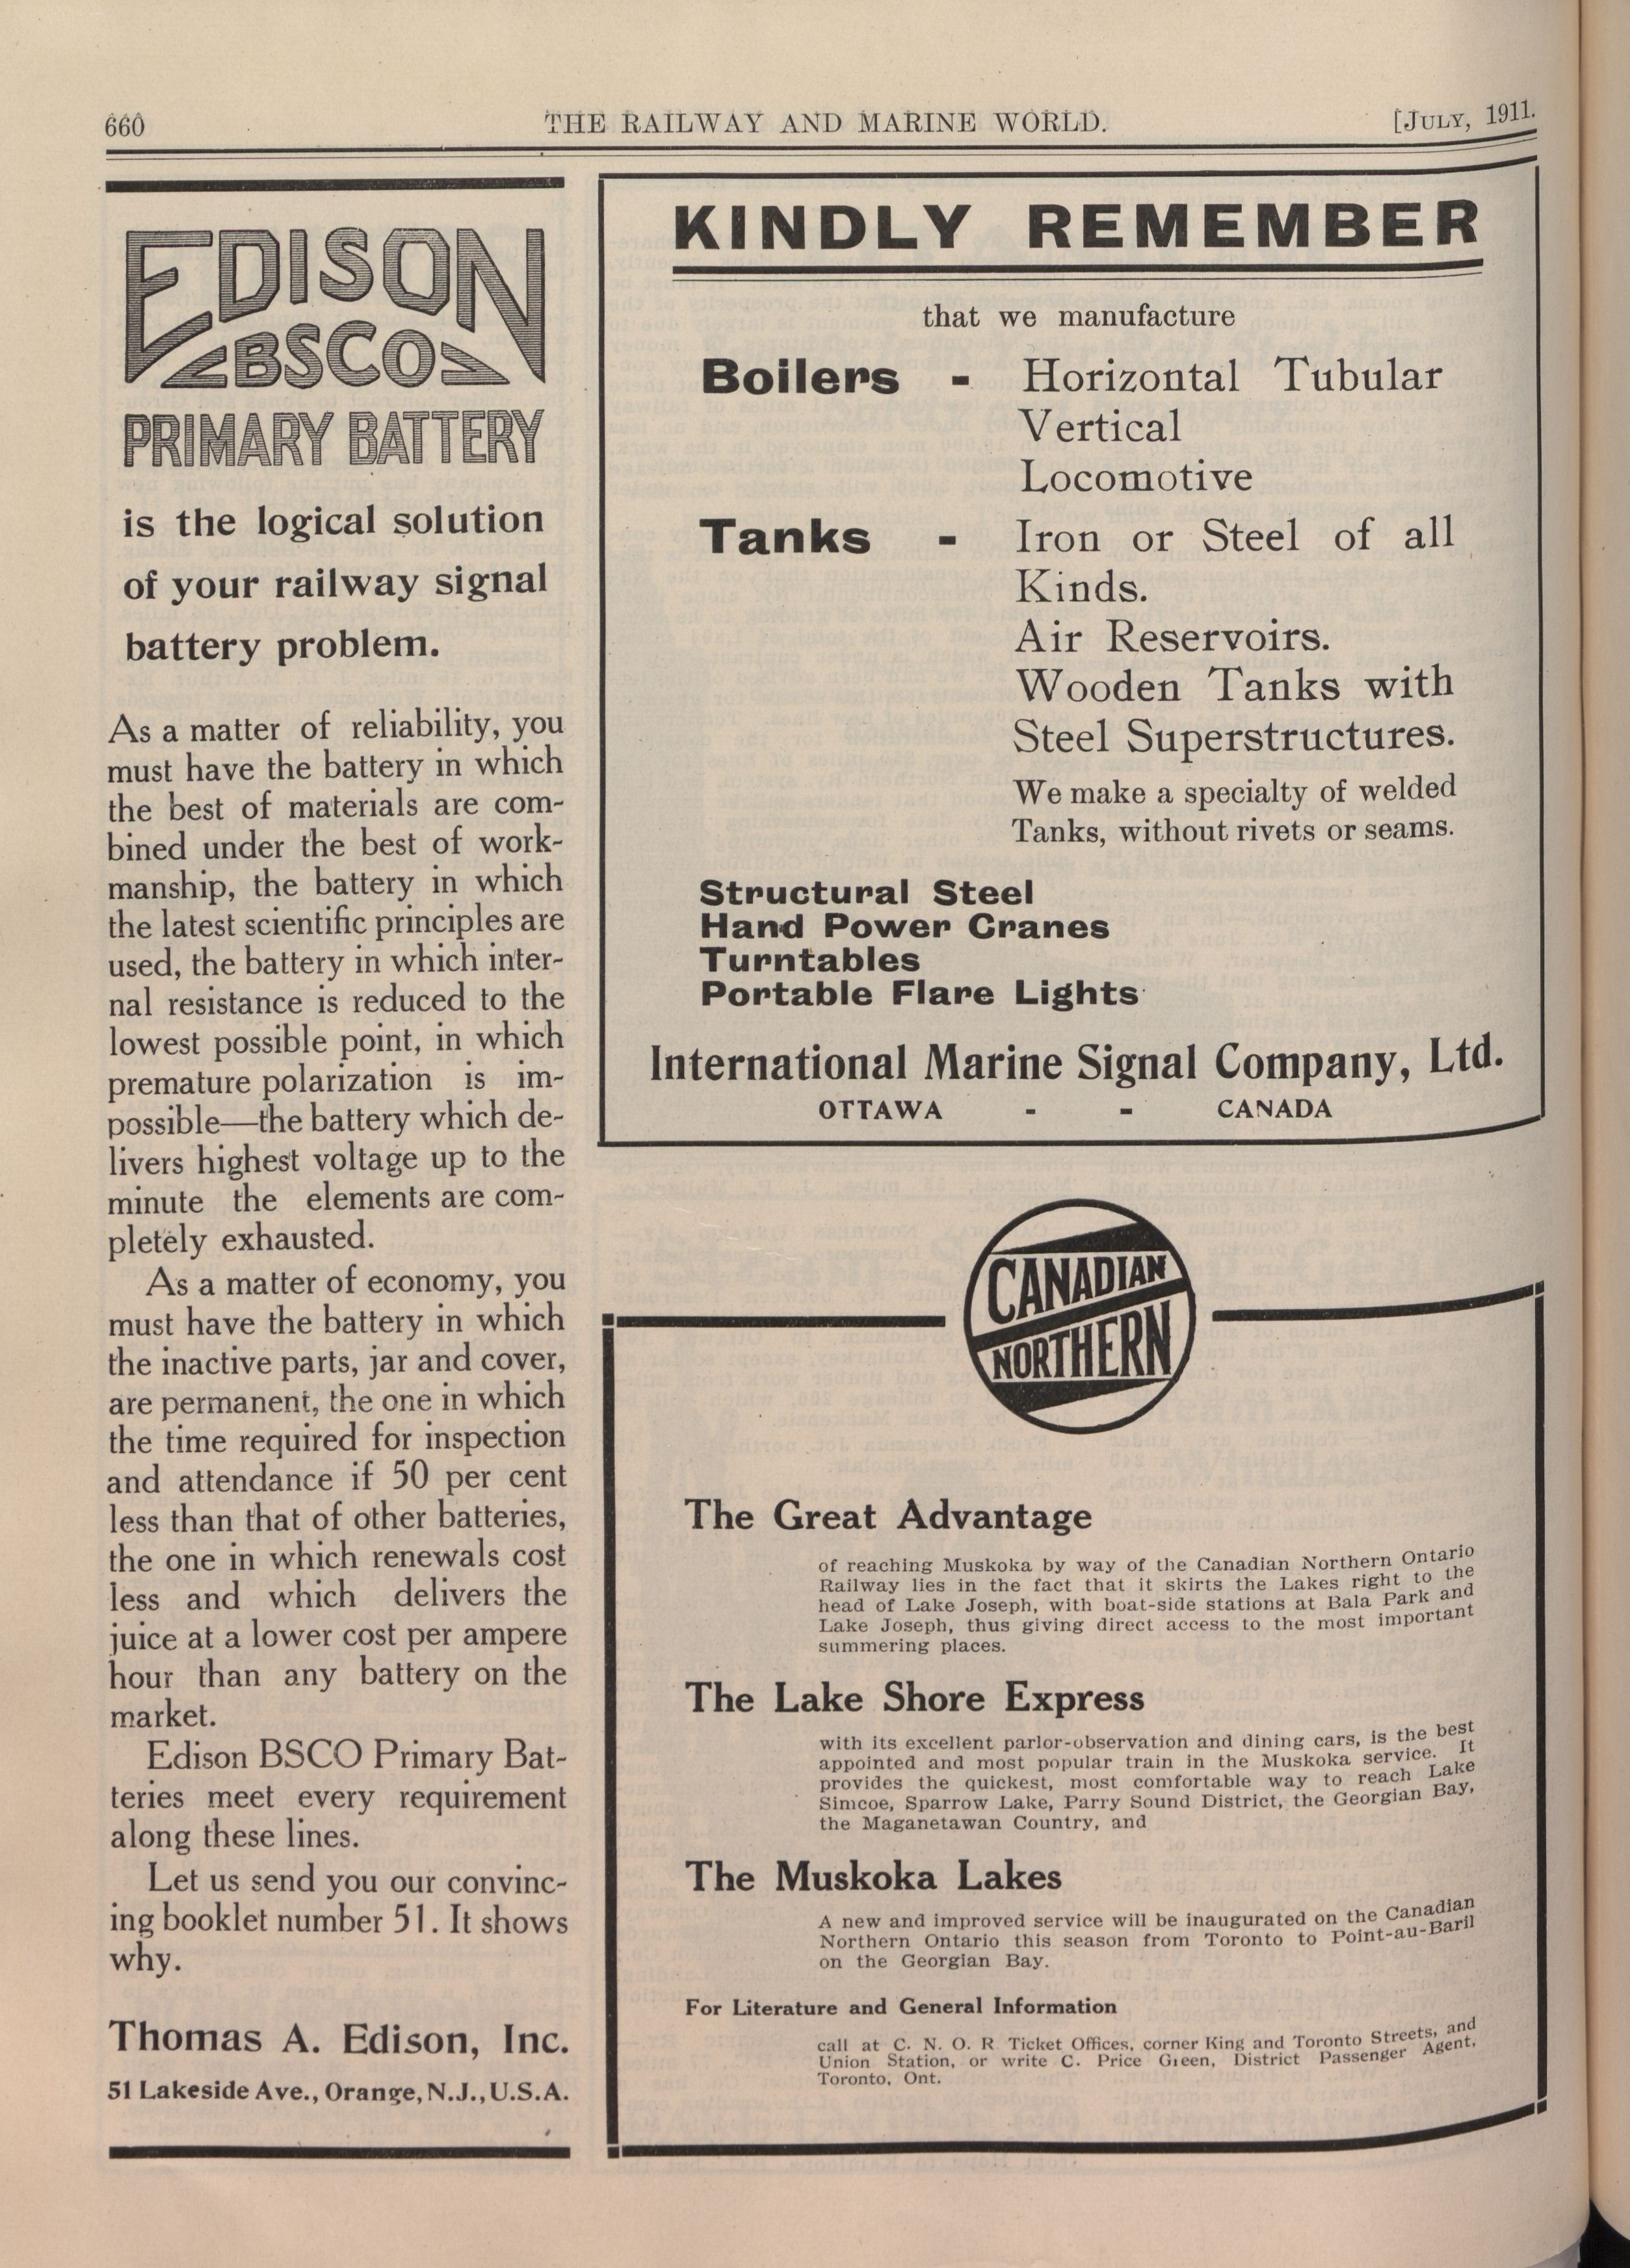 660
THE RAILWAY AND MARINE WORLD.
[JULY, 1911.
EDISON
BSCO
PRIMARY BATTERY
is the logical solution
of your railway signal
battery problem.
As a matter of reliability, you
must have the battery in which
the best of materials are com-
bined under the best of work-
manship, the battery in which
the latest scientific principles are
used, the battery in which inter-
nal resistance is reduced to the
lowest possible point, in which
premature polarization is im-
possible—the battery which de-
livers highest voltage up to the
minute the elements are com-
pletely exhausted.
As a matter of economy, you
must have the battery in which
the inactive parts, jar and cover,
are permanent, the one in which
the time required for inspection
and attendance if 50 per cent
less than that of other batteries,
the one in which renewals cost
less and which delivers the
juice at a lower cost per ampere
hour than any battery on the
market.
Edison BSCO Primary Bat-
teries meet every requirement
along these lines.
Let us send you our convinc-
ing booklet number 51. It shows
why.
Thomas A. Edison, Inc.
51 Lakeside Ave., Orange, N.J., U.S.A.
KINDLY REMEMBER
that we manufacture
Boilers - Horizontal Tubular
Vertical
Locomotive
Tanks - Iron or Steel of all
Kinds.
Air Reservoirs.
Wooden Tanks with
Steel Superstructures.
We make a specialty of welded
Tanks, without rivets or seams.
Structural Steel
Hand Power Cranes
Turntables
Portable Flare Lights
International Marine Signal Company, Ltd.
OTTAWA - - CANADA
CANADIAN
NORTHERN
The Great Advantage
of reaching Muskoka by way of the Canadian Northern Ontario
Railway lies in the fact that it skirts the Lakes right to the
head of Lake Joseph, with boat-side stations at Bala Park and
Lake Joseph, thus giving direct access to the most important
summering places.
The Lake Shore Express
with its excellent parlor-observation and dining cars, is the best
appointed and most popular train in the Muskoka service. It
provides the quickest, most comfortable way to reach Lake
Simcoe, Sparrow Lake, Parry Sound District, the Georgian Bay,
the Maganetawan Country, and
The Muskoka Lakes
A new and improved service will be inaugurated on the Canadian
Northern Ontario this season from Toronto to Point-au-Baril
on the Georgian Bay.
For Literature and General Information
call at C. N. O. R Ticket Offices, corner King and Toronto Streets, and
Union Station, or write C. Price Green, District Passenger Agent,
Toronto, Ont.